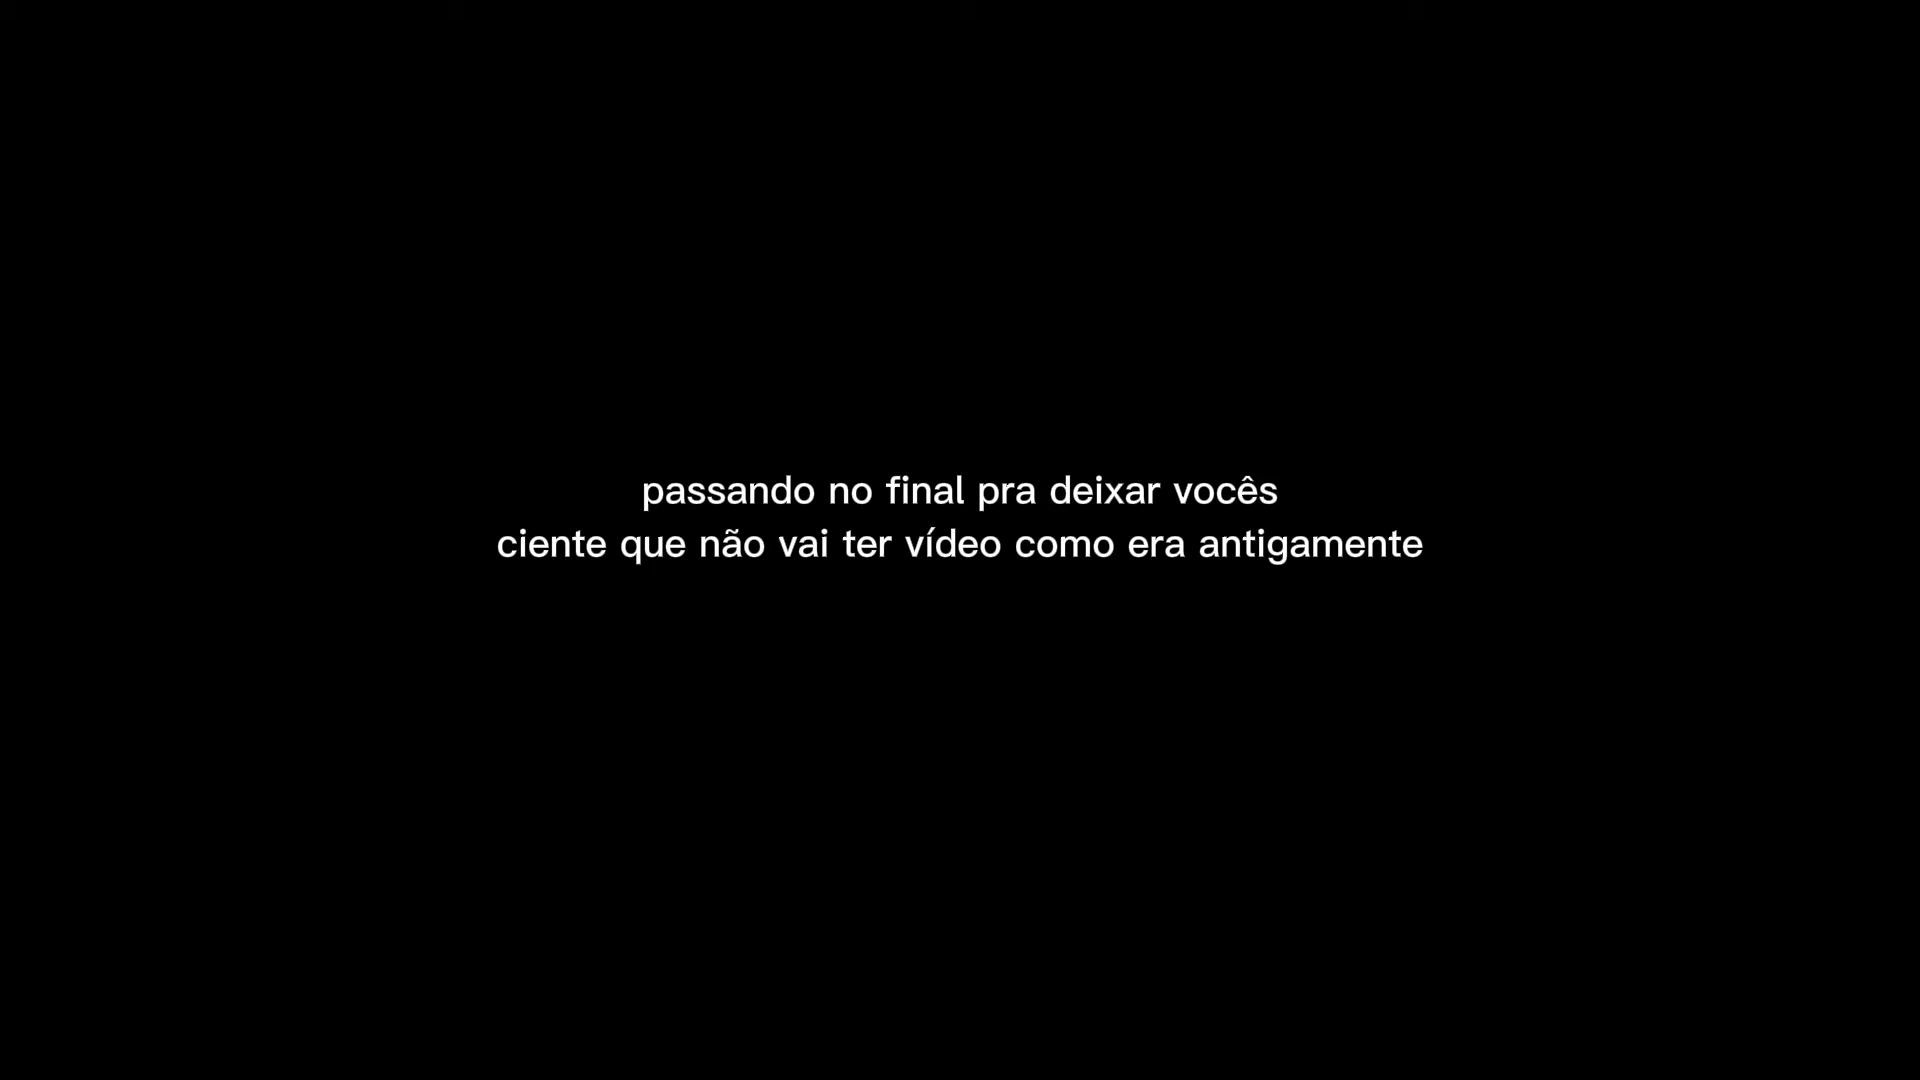 passando no final pra deixar vocês
ciente que não vai ter vídeo como era antigamente